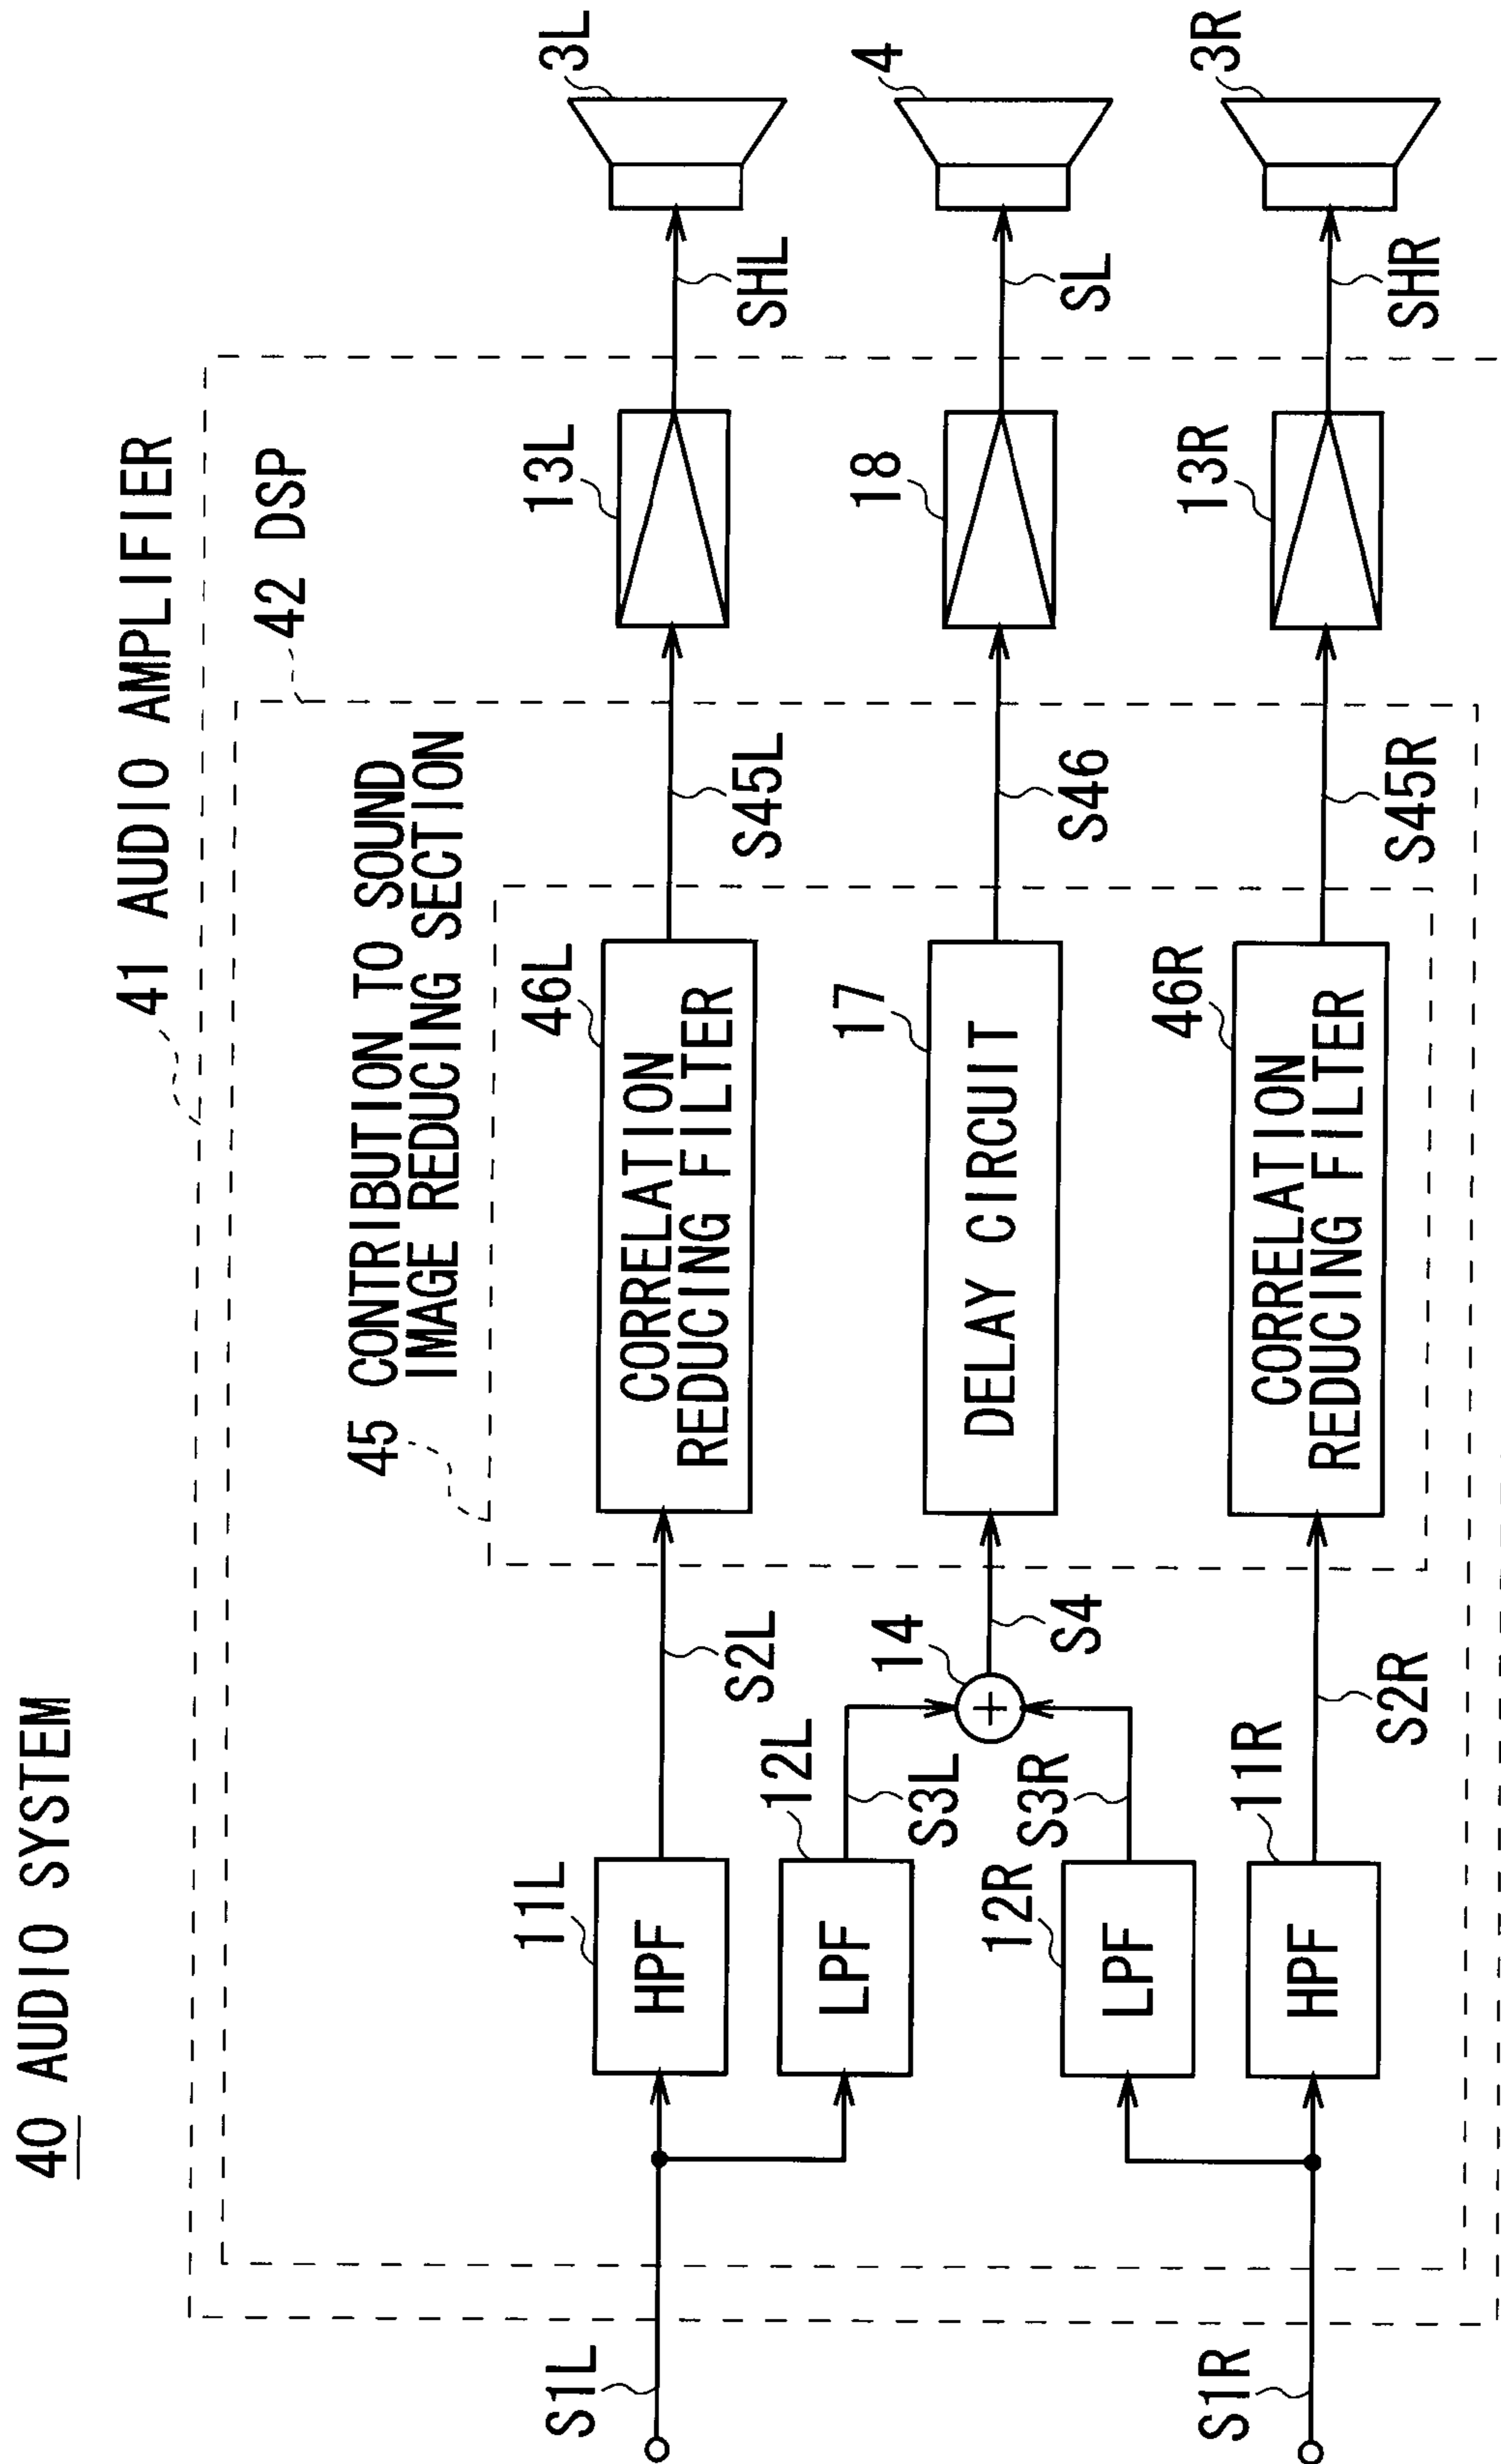 40 AUDIO SYSTEM
41 AUDIO AMPLIFIER
42 DSP
45 CONTRIBUTION TO SOUND
IMAGE REDUCING SECTION
S1L
11L
HPF
S2L
46L
CORRELATION
REDUCING FILTER
S45L
13L
SHL
3L
12L
LPF
S3L
14
+
S4
17
DELAY CIRCUIT
S46
18
SL
4
12R
LPF
S3R
S1R
11R
HPF
S2R
46R
CORRELATION
REDUCING FILTER
S45R
13R
SHR
3R